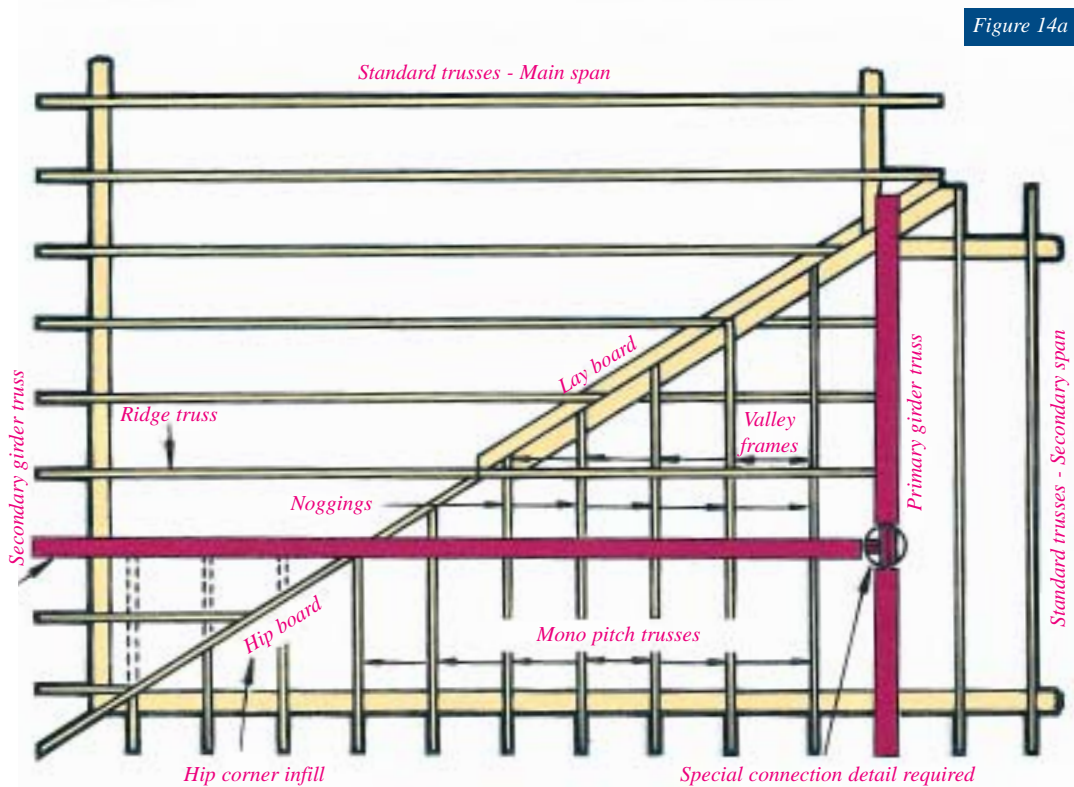 Figure 14a
Standard trusses - Main span
Lay board
Secondary girder truss
Ridge truss
Valley
frames
Primary girder truss
Standard trusses - Secondary span
Noggings
Hip board
Mono pitch trusses
Hip corner infill
Special connection detail required